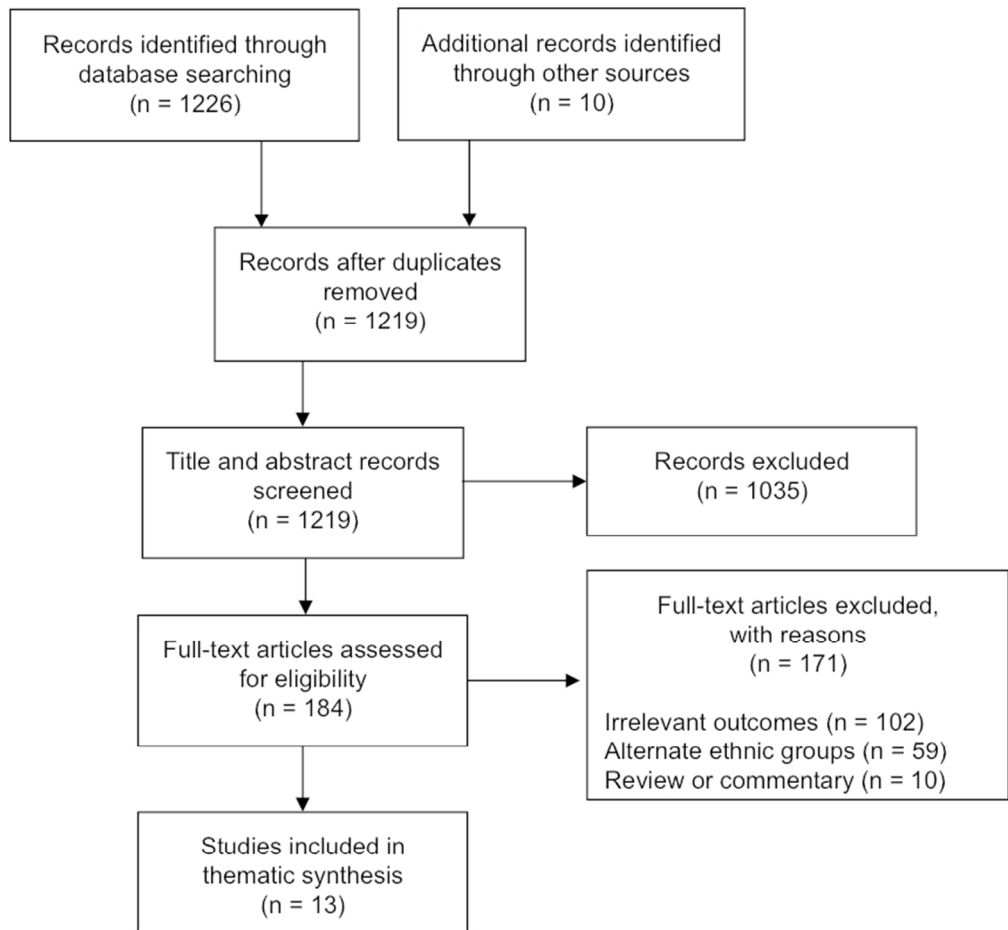 Records identified through
database searching
(n = 1226)
Additional records identified
through other sources
(n = 10)
Records after duplicates
removed
(n = 1219)
Title and abstract records
screened
(n = 1219)
Records excluded
(n = 1035)
Full-text articles assessed
for eligibility
(n = 184)
Full-text articles excluded,
with reasons
(n = 171)
Irrelevant outcomes (n = 102)
Alternate ethnic groups (n = 59)
Review or commentary (n = 10)
Studies included in
thematic synthesis
(n = 13)